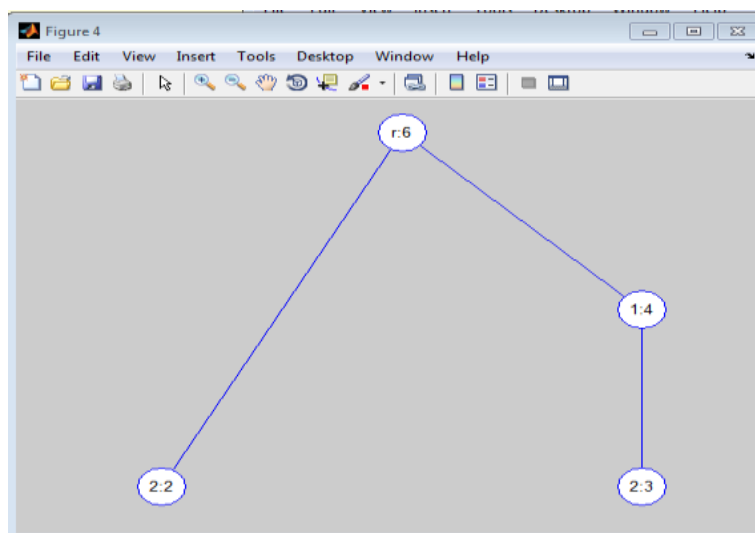 Figure 4
File Edit View Insert Tools Desktop Window Help
r:6
1:4
2:2 2:3